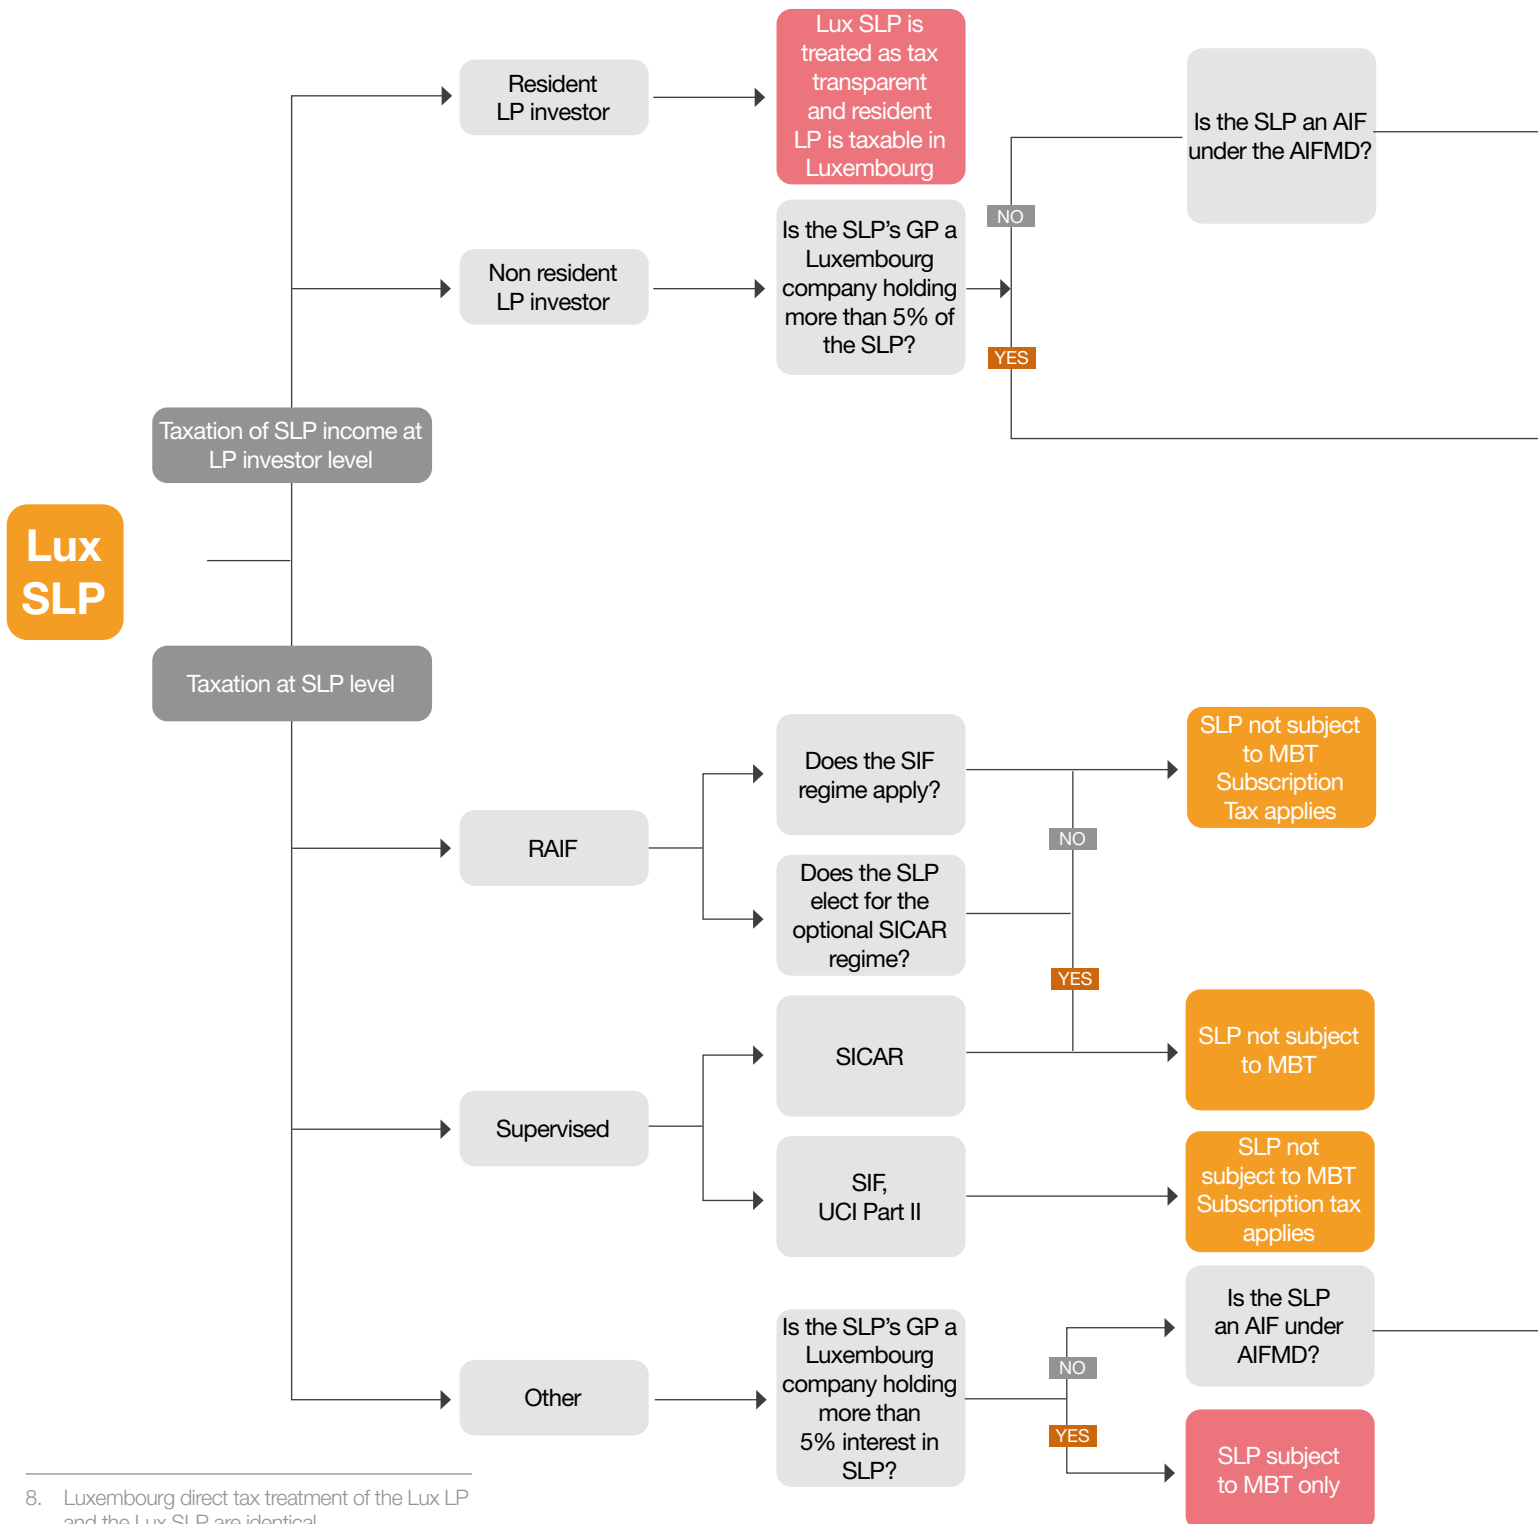 Resident
LP investor
Lux SLP is
treated as tax
transparent
and resident
LP is taxable in
Luxembourg
Is the SLP an AIF
under the AIFMD?
NO
Non resident
LP investor
Is the SLP's GP a
Luxembourg
company holding
more than 5% of
the SLP?
YES
Taxation of SLP income at
LP investor level
Lux
SLP
Taxation at SLP level
RAIF
Does the SIF
regime apply?
SLP not subject
to MBT
Subscription
Tax applies
NO
Does the SLP
elect for the
optional SICAR
regime?
YES
Supervised
SICAR
SLP not subject
to MBT
SIF,
UCI Part II
SLP not
subject to MBT
Subscription tax
applies
Other
Is the SLP's GP a
Luxembourg
company holding
more than
5% interest in
SLP?
NO
Is the SLP
an AIF under
AIFMD?
YES
SLP subject
to MBT only
8. Luxembourg direct tax treatment of the Lux LP
and the Lux SLP are identical